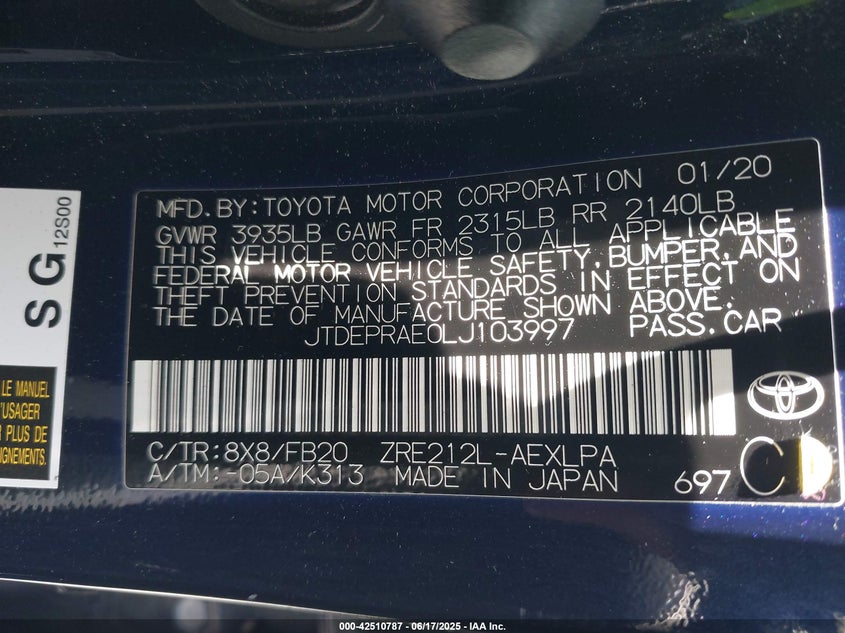 MFD.BY:TOYOTA MOTOR CORPORATION 01/20
GVWR 3935LB GAWR FR 2315LB RR 2140LB
THIS VEHICLE CONFORMS TO ALL APPLICABLE
FEDERAL MOTOR VEHICLE SAFETY, BUMPER, AND
THEFT PREVENTION STANDARDS IN EFFECT ON
THE DATE OF MANUFACTURE SHOWN ABOVE.
JTDEPRAE0LJ103997 PASS.CAR
C/TR:8X8/FB20 ZRE212L-AEXLPA
A/TM:-05A/K313 MADE IN JAPAN 697
C
SG
12S00
LE MANUEL
'USAGER
PLUS DE
IGNEMENTS.
000-42510787 - 06/17/2025 - IAA Inc.